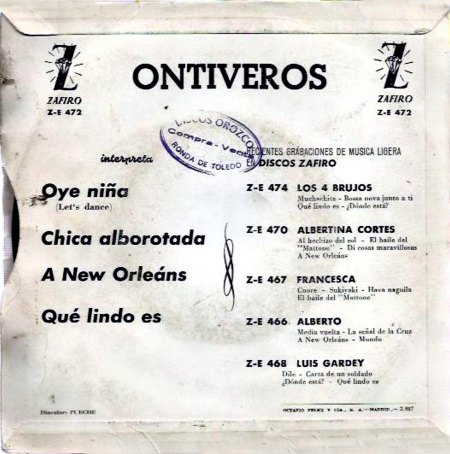 Z
ZAFIRO
Z-E 472
ONTIVEROS
Z
ZAFIRO
Z-E 472
DISCOS OROZCO
Compra - Venta
RONDA DE TOLEDO
interpreta
Oye niña
(Let's dance)
Chica alborotada
A New Orleáns
Qué lindo es
RECIENTES GRABACIONES DE MUSICA LIGERA
EN DISCOS ZAFIRO
Z-E 474 LOS 4 BRUJOS
Muchachita - Bossa nova junto a ti
Qué lindo es - ¿Dónde está?
Z-E 470 ALBERTINA CORTES
Al hechizo del sol - El baile del
"Mattone" - Di cosas maravillosas
A New Orleáns
Z-E 467 FRANCESCA
Cuore - Sukiyaki - Hava naguila
El baile del "Mattone"
Z-E 466 ALBERTO
Media vuelta - La señal de la Cruz
A New Orleáns - Mundo
Z-E 468 LUIS GARDEY
Dile - Carta de un soldado
¿Dónde está? - Qué lindo es
Discolor:
OCTAVIO FELEZ Y CIA., S. A.—MADRID.—